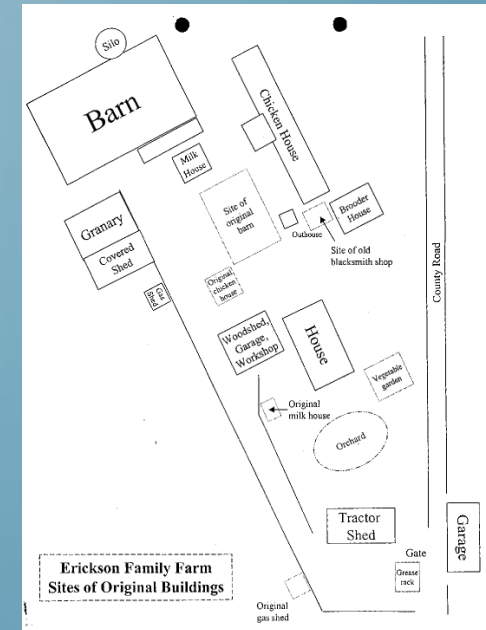 Silo
Barn
Chicken House
Milk
House
Site of
original
barn
Brooder
House
Outhouse
Site of old
blacksmith shop
Granary
Covered
Shed
Gas
Shed
Original
chicken
house
County Road
Woodshed,
Garage,
Workshop
House
Vegetable
garden
Original
milk house
Orchard
Tractor
Shed
Garage
Gate
Grease
rack
Erickson Family Farm
Sites of Original Buildings
Original
gas shed